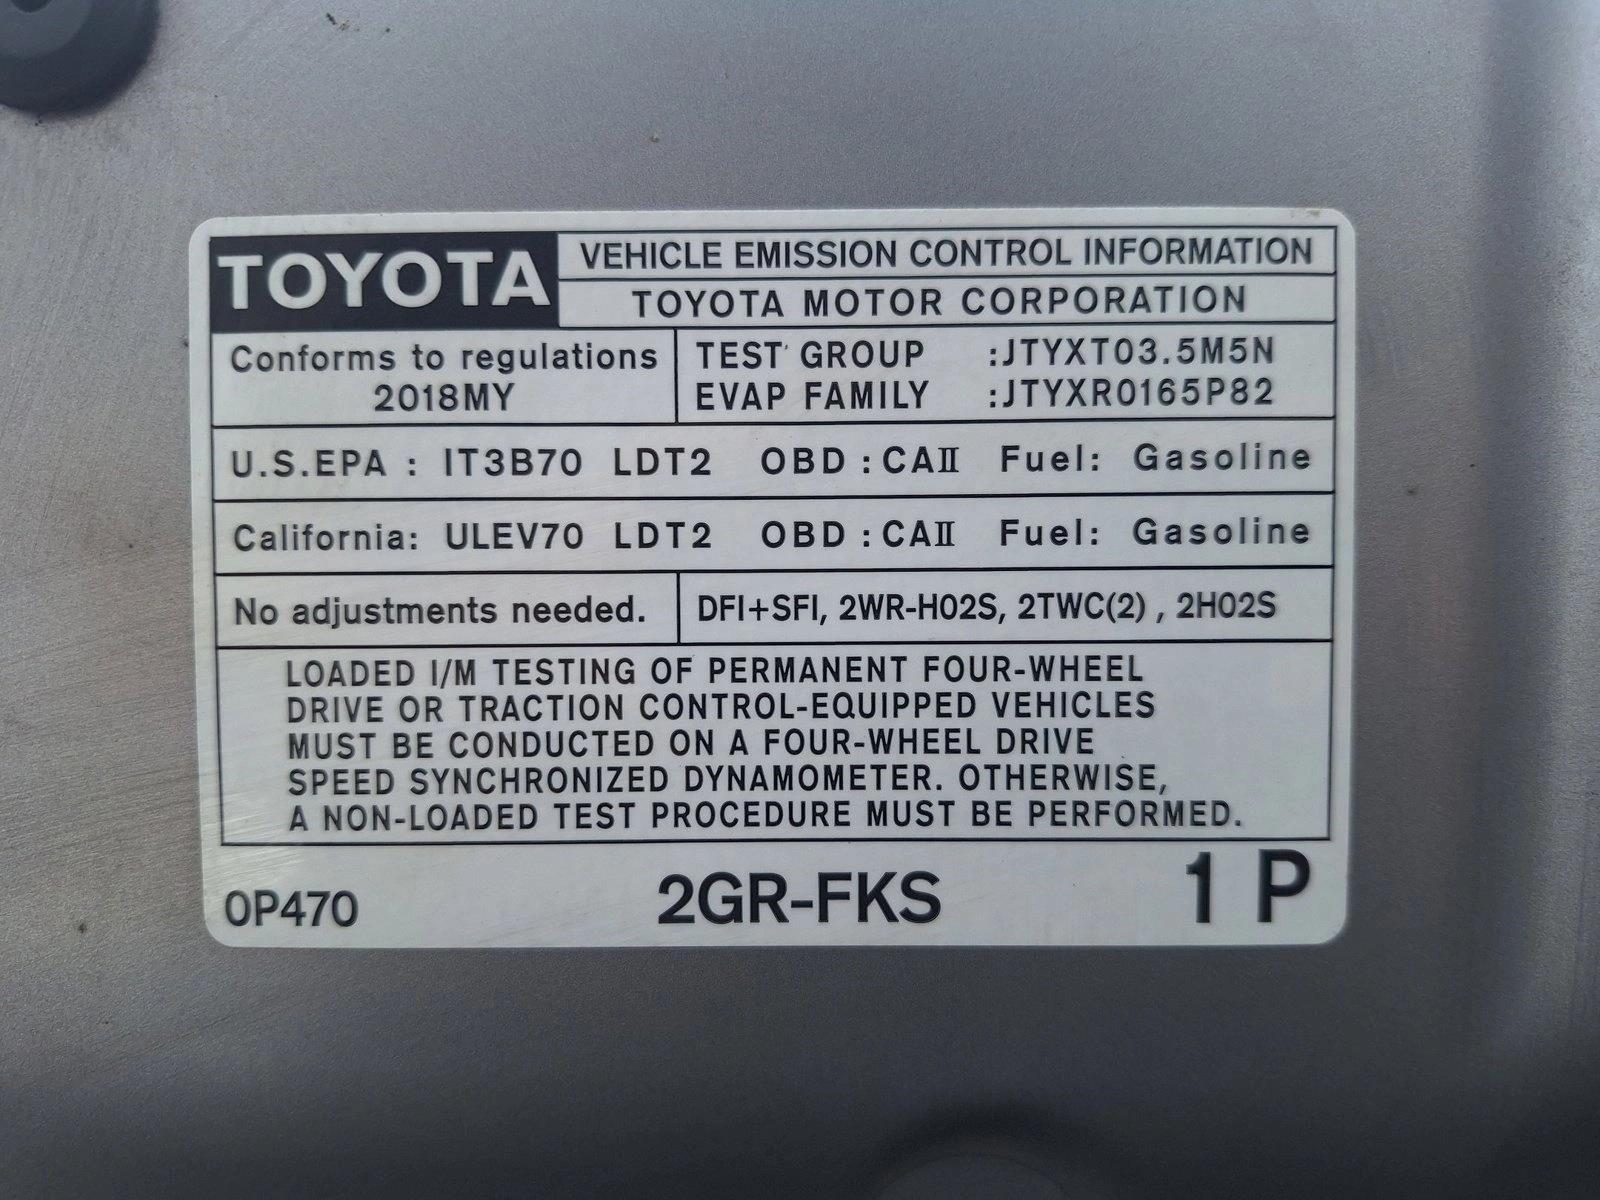 TOYOTA
VEHICLE EMISSION CONTROL INFORMATION
TOYOTA MOTOR CORPORATION
Conforms to regulations
2018MY
TEST GROUP :JTYXT03.5M5N
EVAP FAMILY :JTYXR0165P82
U.S.EPA : IT3B70 LDT2 OBD : CAⅡ Fuel: Gasoline
California: ULEV70 LDT2 OBD : CAⅡ Fuel: Gasoline
No adjustments needed.
DFI+SFI, 2WR-HO2S, 2TWC(2) , 2HO2S
LOADED I/M TESTING OF PERMANENT FOUR-WHEEL
DRIVE OR TRACTION CONTROL-EQUIPPED VEHICLES
MUST BE CONDUCTED ON A FOUR-WHEEL DRIVE
SPEED SYNCHRONIZED DYNAMOMETER. OTHERWISE,
A NON-LOADED TEST PROCEDURE MUST BE PERFORMED.
0P470
2GR-FKS
1 P